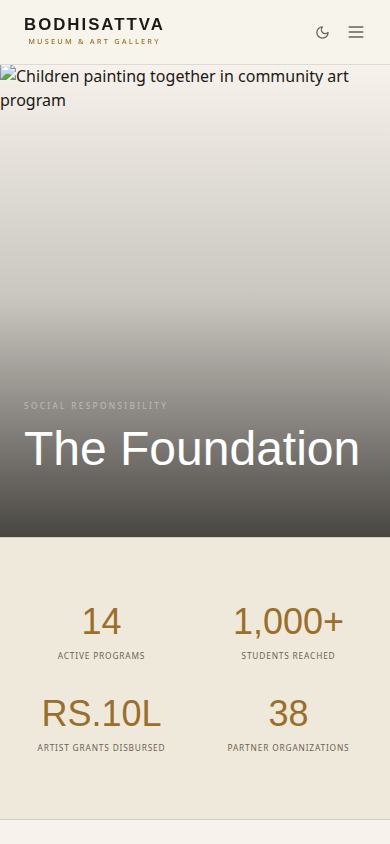 BODHISATTVA
MUSEUM & ART GALLERY
Children painting together in community art
program
SOCIAL RESPONSIBILITY
The Foundation
14
ACTIVE PROGRAMS
1,000+
STUDENTS REACHED
RS.10L
ARTIST GRANTS DISBURSED
38
PARTNER ORGANIZATIONS